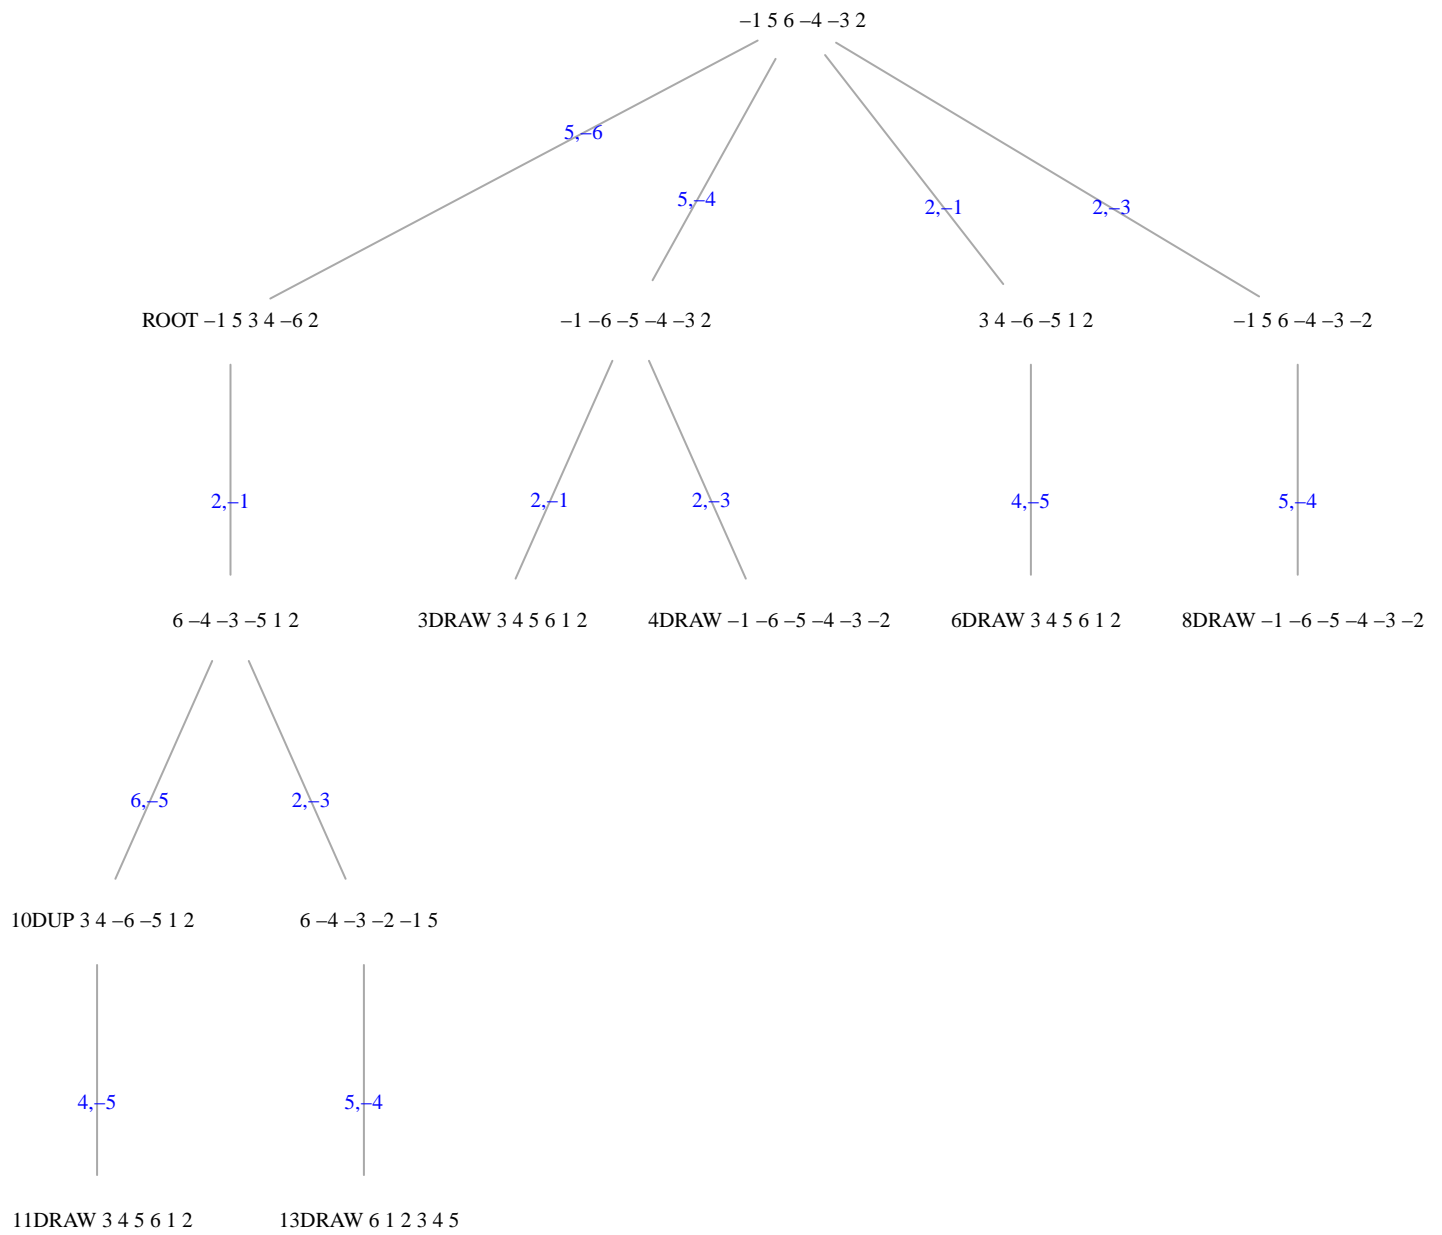 –1 5 6 –4 –3 2
5,–6
5,–4
2,–1
2,–3
ROOT –1 5 3 4 –6 2
–1 –6 –5 –4 –3 2
3 4 –6 –5 1 2
–1 5 6 –4 –3 –2
2,–1
2,–1
2,–3
4,–5
5,–4
6 –4 –3 –5 1 2
3DRAW 3 4 5 6 1 2
4DRAW –1 –6 –5 –4 –3 –2
6DRAW 3 4 5 6 1 2
8DRAW –1 –6 –5 –4 –3 –2
6,–5
2,–3
10DUP 3 4 –6 –5 1 2
6 –4 –3 –2 –1 5
4,–5
5,–4
11DRAW 3 4 5 6 1 2
13DRAW 6 1 2 3 4 5